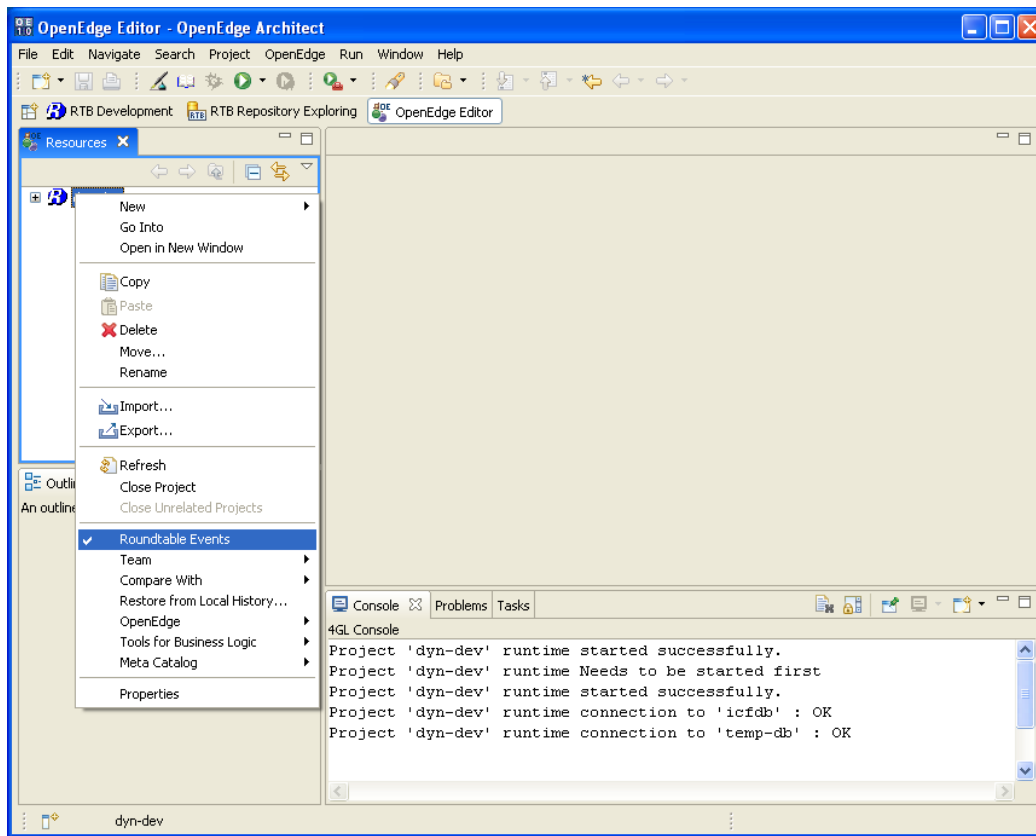 OpenEdge Editor - OpenEdge Architect
File Edit Navigate Search Project OpenEdge Run Window Help
RTB Development RTB Repository Exploring OpenEdge Editor
Resources
New
Go Into
Open in New Window
Copy
Paste
Delete
Move...
Rename
Import...
Export...
Refresh
Close Project
Close Unrelated Projects
Roundtable Events
Team
Compare With
Restore from Local History...
OpenEdge
Tools for Business Logic
Meta Catalog
Properties
Outli
An outline
Console Problems Tasks
4GL Console
Project 'dyn-dev' runtime started successfully.
Project 'dyn-dev' runtime Needs to be started first
Project 'dyn-dev' runtime started successfully.
Project 'dyn-dev' runtime connection to 'icfdb' : OK
Project 'dyn-dev' runtime connection to 'temp-db' : OK
dyn-dev